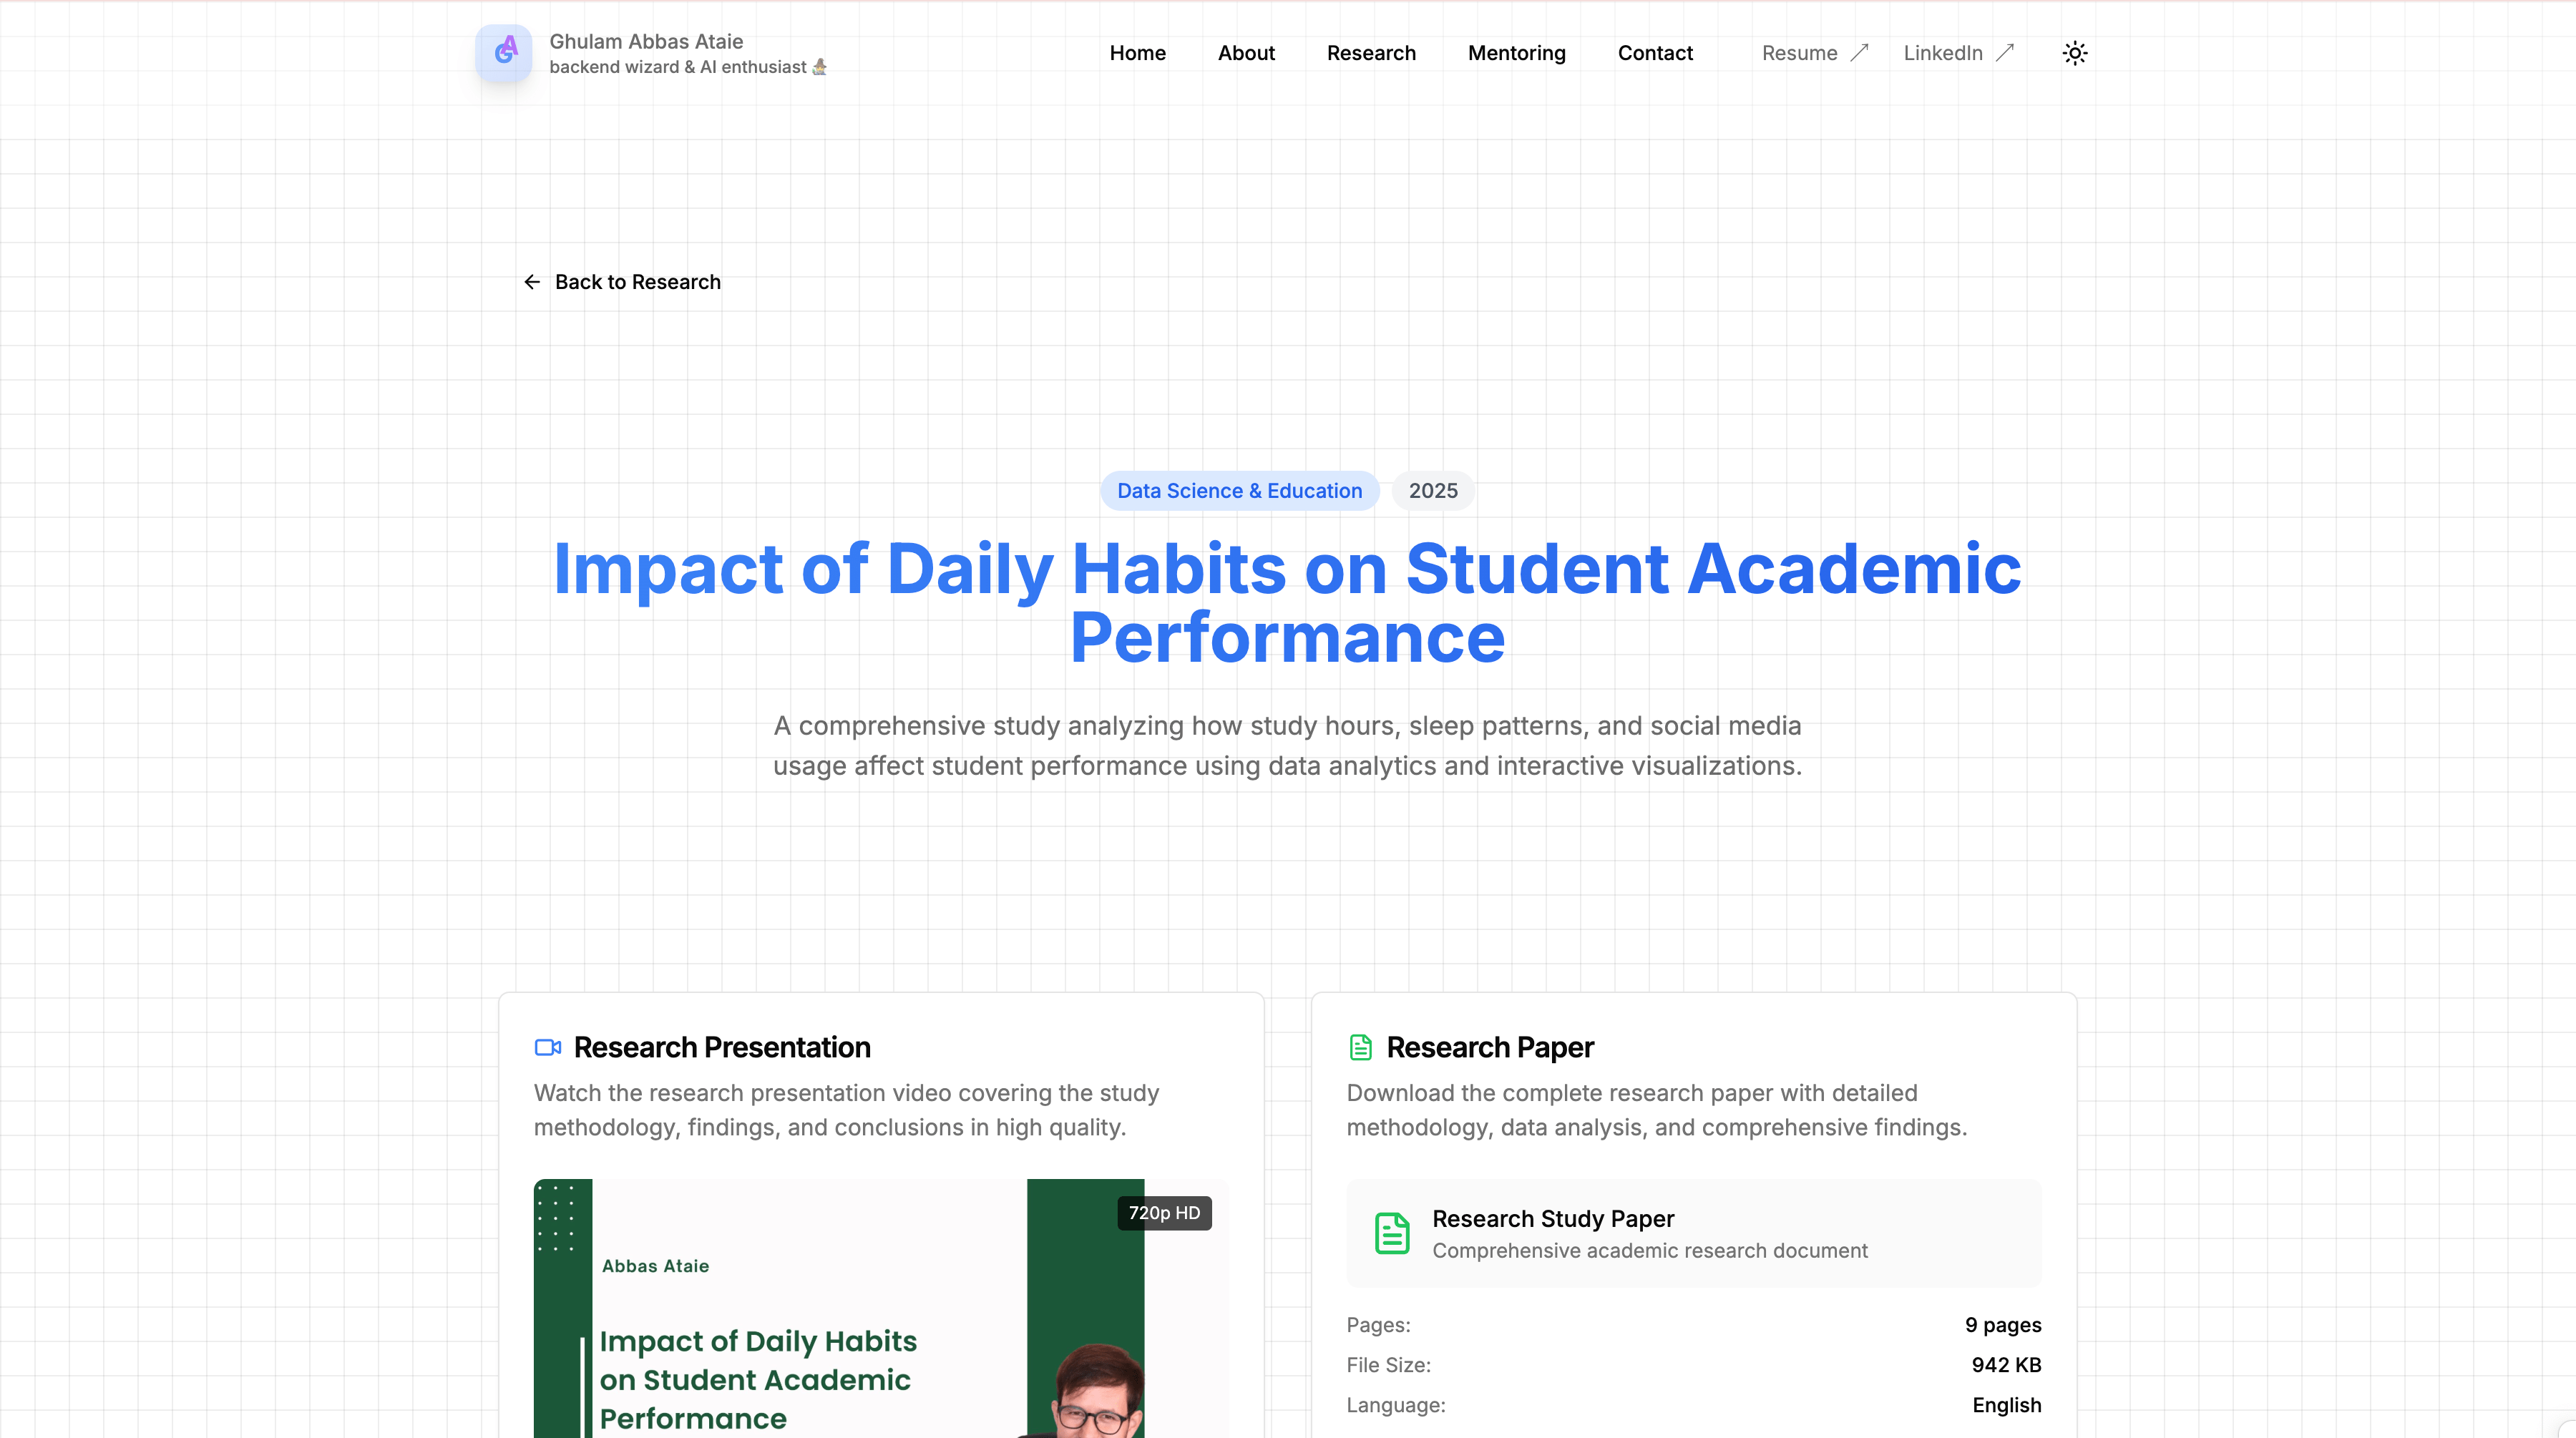 GA
Ghulam Abbas Ataie
backend wizard & AI enthusiast
Home About Research Mentoring Contact Resume LinkedIn
Back to Research
Data Science & Education 2025
Impact of Daily Habits on Student Academic
Performance
A comprehensive study analyzing how study hours, sleep patterns, and social media
usage affect student performance using data analytics and interactive visualizations.
Research Presentation
Watch the research presentation video covering the study
methodology, findings, and conclusions in high quality.
720p HD
Abbas Ataie
Impact of Daily Habits
on Student Academic
Performance
Research Paper
Download the complete research paper with detailed
methodology, data analysis, and comprehensive findings.
Research Study Paper
Comprehensive academic research document
Pages: 9 pages
File Size: 942 KB
Language: English